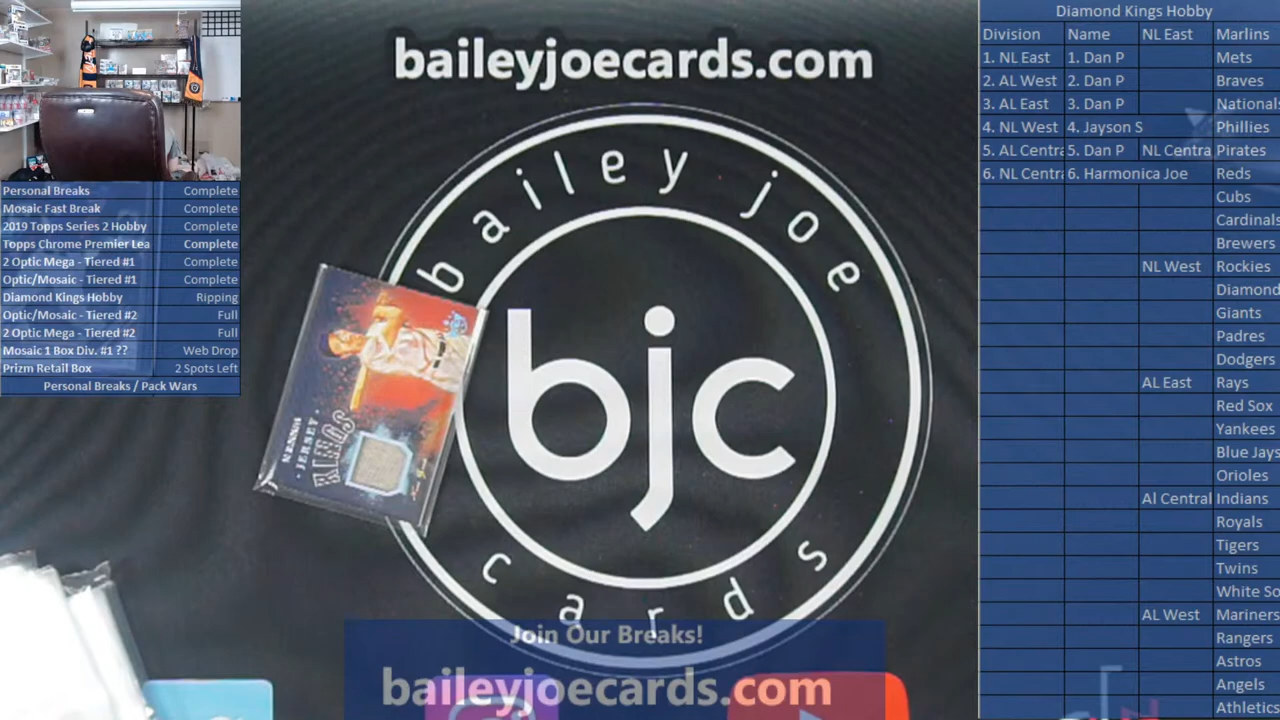 baileyjoecards.com
bailey joe
bjc
cards
JERSEY
KINGS
Join Our Breaks!
baileyjoecards.com
Personal Breaks Complete
Mosaic Fast Break Complete
2019 Topps Series 2 Hobby Complete
Topps Chrome Premier Lea Complete
2 Optic Mega - Tiered #1 Complete
Optic/Mosaic - Tiered #1 Complete
Diamond Kings Hobby Ripping
Optic/Mosaic - Tiered #2 Full
2 Optic Mega - Tiered #2 Full
Mosaic 1 Box Div. #1 ?? Web Drop
Prizm Retail Box 2 Spots Left
Personal Breaks / Pack Wars
Diamond Kings Hobby
Division Name NL East Marlins
1. NL East 1. Dan P Mets
2. AL West 2. Dan P Braves
3. AL East 3. Dan P Nationals
4. NL West 4. Jayson S Phillies
5. AL Centra 5. Dan P NL Centra Pirates
6. NL Centra 6. Harmonica Joe Reds
Cubs
Cardinals
Brewers
NL West Rockies
Diamond
Giants
Padres
Dodgers
AL East Rays
Red Sox
Yankees
Blue Jays
Orioles
Al Central Indians
Royals
Tigers
Twins
White So
AL West Mariners
Rangers
Astros
Angels
Athletics